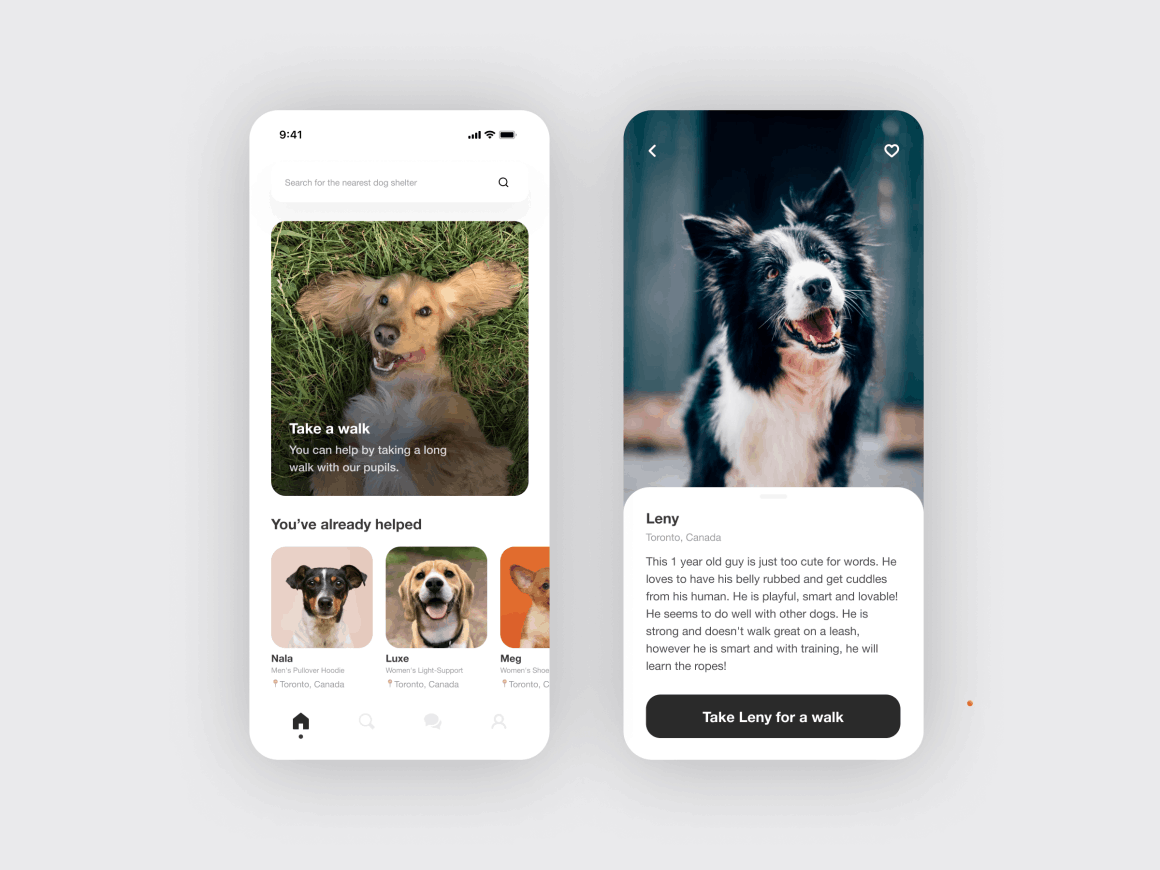 9:41
Search for the nearest dog shelter
Take a walk
You can help by taking a long
walk with our pupils.
You’ve already helped
Nala
Men's Pullover Hoodie
Toronto, Canada
Luxe
Women's Light-Support
Toronto, Canada
Meg
Women's Shoe
Toronto, C
Leny
Toronto, Canada
This 1 year old guy is just too cute for words. He
loves to have his belly rubbed and get cuddles
from his human. He is playful, smart and lovable!
He seems to do well with other dogs. He is
strong and doesn't walk great on a leash,
however he is smart and with training, he will
learn the ropes!
Take Leny for a walk